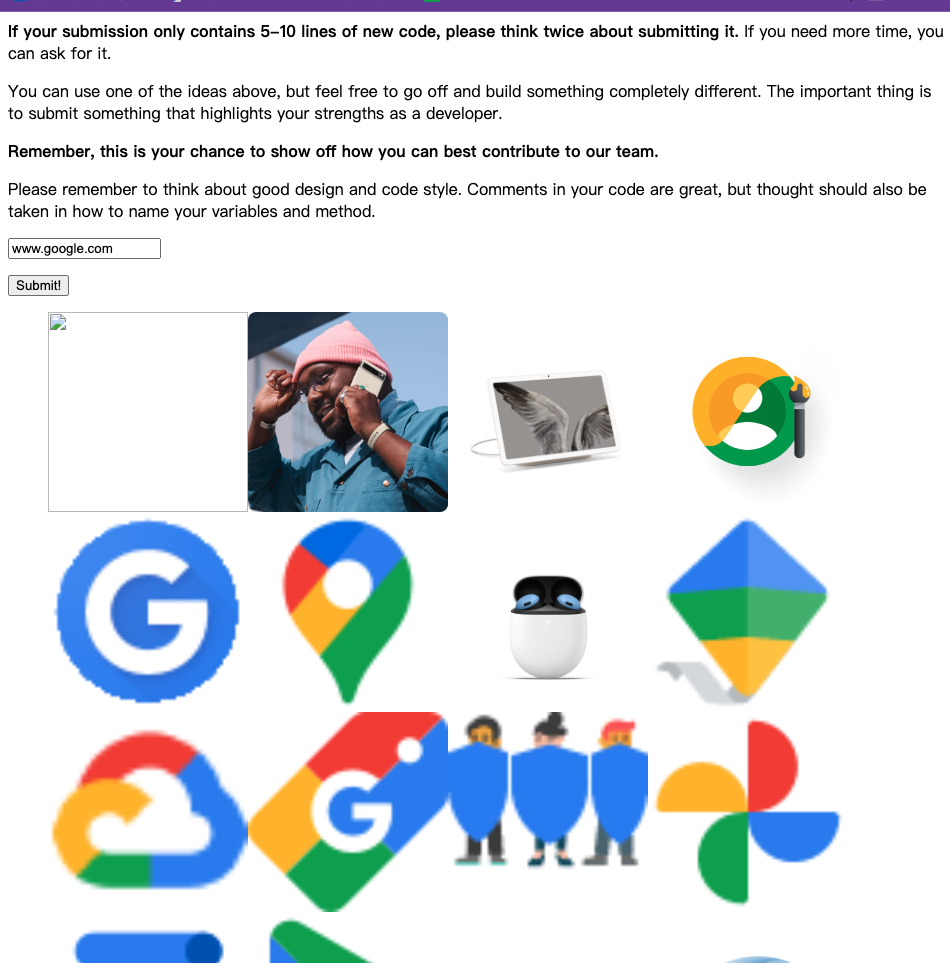 If your submission only contains 5–10 lines of new code, please think twice about submitting it. If you need more time, you
can ask for it.
You can use one of the ideas above, but feel free to go off and build something completely different. The important thing is
to submit something that highlights your strengths as a developer.
Remember, this is your chance to show off how you can best contribute to our team.
Please remember to think about good design and code style. Comments in your code are great, but thought should also be
taken in how to name your variables and method.
www.google.com
Submit!
G
G